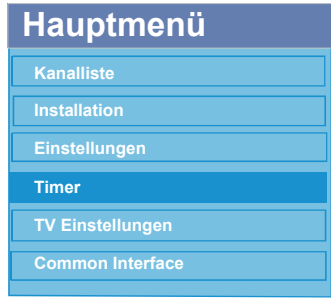 Hauptmenü
Kanalliste
Installation
Einstellungen
Timer
TV Einstellungen
Common Interface